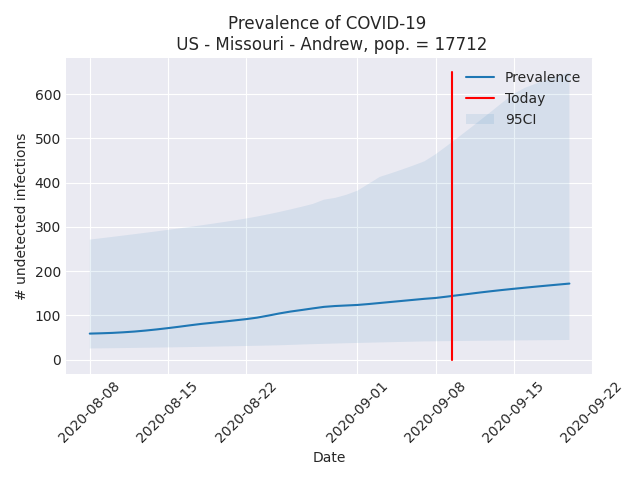 Prevalence of COVID-19
US - Missouri - Andrew, pop. = 17712
Prevalence
Today
95CI
600
500
400
300
200
100
0
# undetected infections
2020-08-08
2020-08-15
2020-08-22
2020-09-01
2020-09-08
2020-09-15
2020-09-22
Date